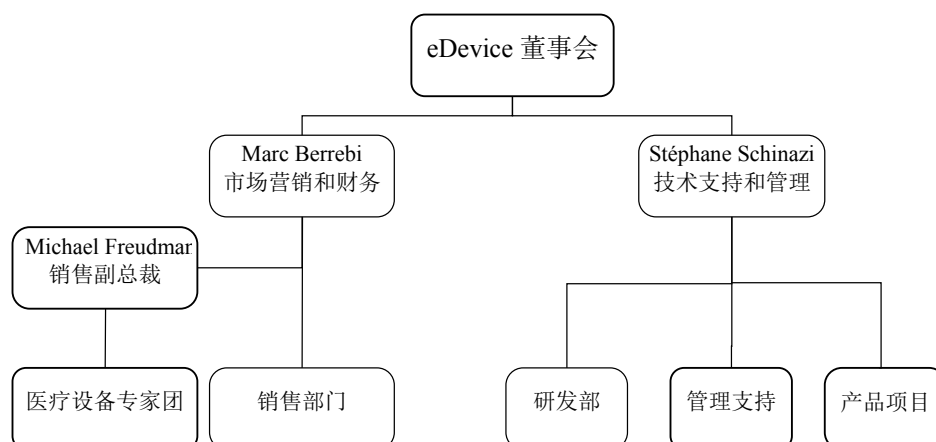 eDevice 董事会
Marc Berrebi
市场营销和财务
Stéphane Schinazi
技术支持和管理
Michael Freudmar
销售副总裁
医疗设备专家团
销售部门
研发部
管理支持
产品项目